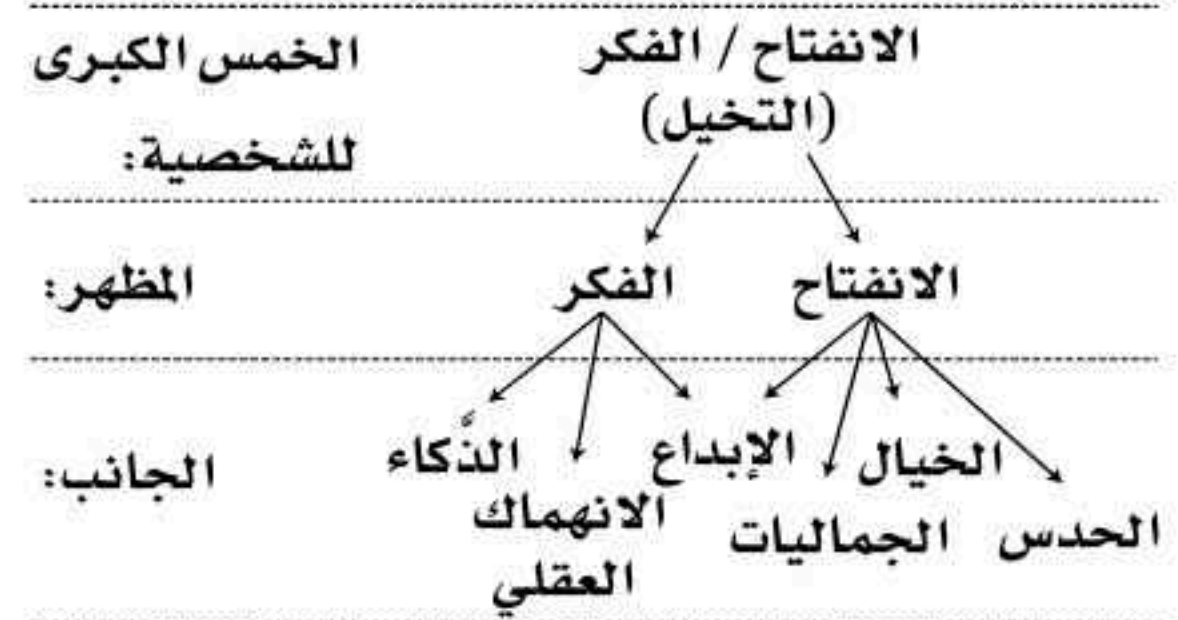 الخمس الكبرى
للشخصية:
الانفتاح / الفكر
(التخيل)
المظهر:
الانفتاح
الفكر
الجانب:
الحدس
الخيال
الجماليات
الإبداع
الانهماك
العقلي
الذَّكاء